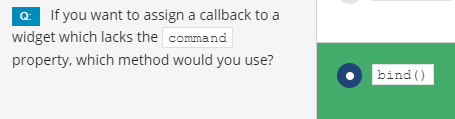 Q: If you want to assign a callback to a
widget which lacks the command
property, which method would you use?
bind()